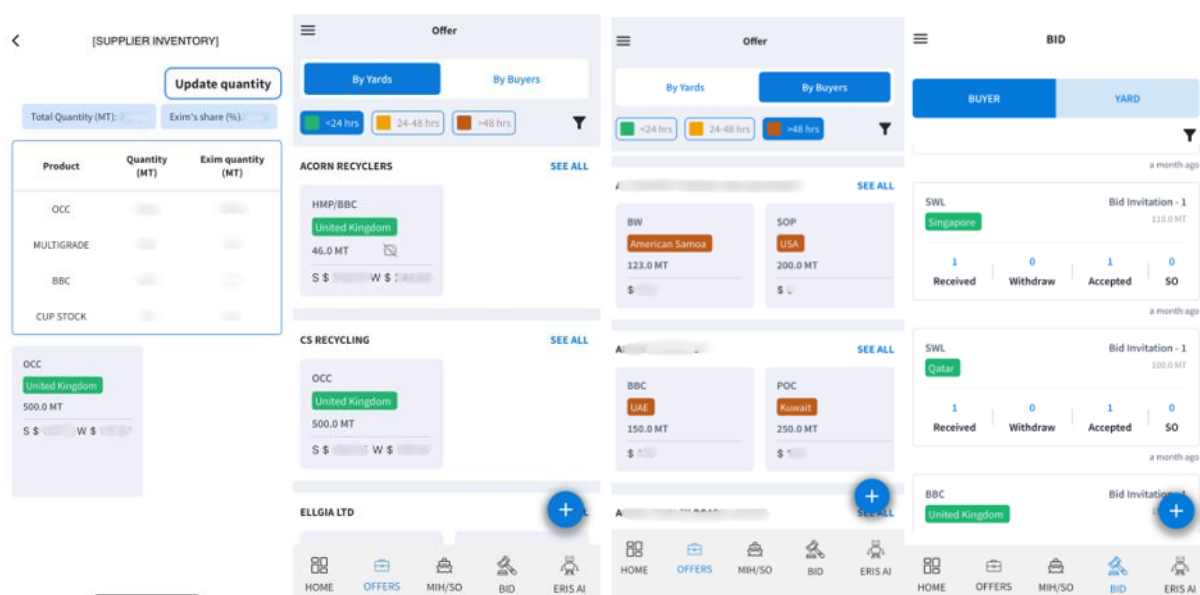 [SUPPLIER INVENTORY]
Update quantity
Total Quantity (MT):
Exim's share (%).
Product
Quantity (MT)
Exim quantity (MT)
OCC
MULTIGRADE
BBC
CUP STOCK
OCC
United Kingdom
500.0 MT
S $ W $
Offer
By Yards
By Buyers
<24 hrs
24-48 hrs
>48 hrs
ACORN RECYCLERS
SEE ALL
HMP/BBC
United Kingdom
46.0 MT
S $ W $
CS RECYCLING
SEE ALL
OCC
United Kingdom
500.0 MT
S $ W $
ELLGIA LTD
+
HOME
OFFERS
MIH/SO
BID
ERIS AI
Offer
By Yards
By Buyers
<24 hrs
24-48 hrs
>48 hrs
SEE ALL
BW
American Samoa
123.0 MT
$
SOP
USA
200.0 MT
$
SEE ALL
BBC
UAE
150.0 MT
$
POC
Kuwait
250.0 MT
$
+
SEE ALL
HOME
OFFERS
MIH/SO
BID
ERIS AI
BID
BUYER
YARD
a month ago
SWL
Bid Invitation - 1
Singapore
110.0 MT
1 0 1 0
Received Withdraw Accepted SO
a month ago
SWL
Bid Invitation - 1
Qatar
100.0 MT
1 0 1 0
Received Withdraw Accepted SO
a month ago
BBC
Bid Invitation - 1
United Kingdom
+
HOME
OFFERS
MIH/SO
BID
ERIS AI